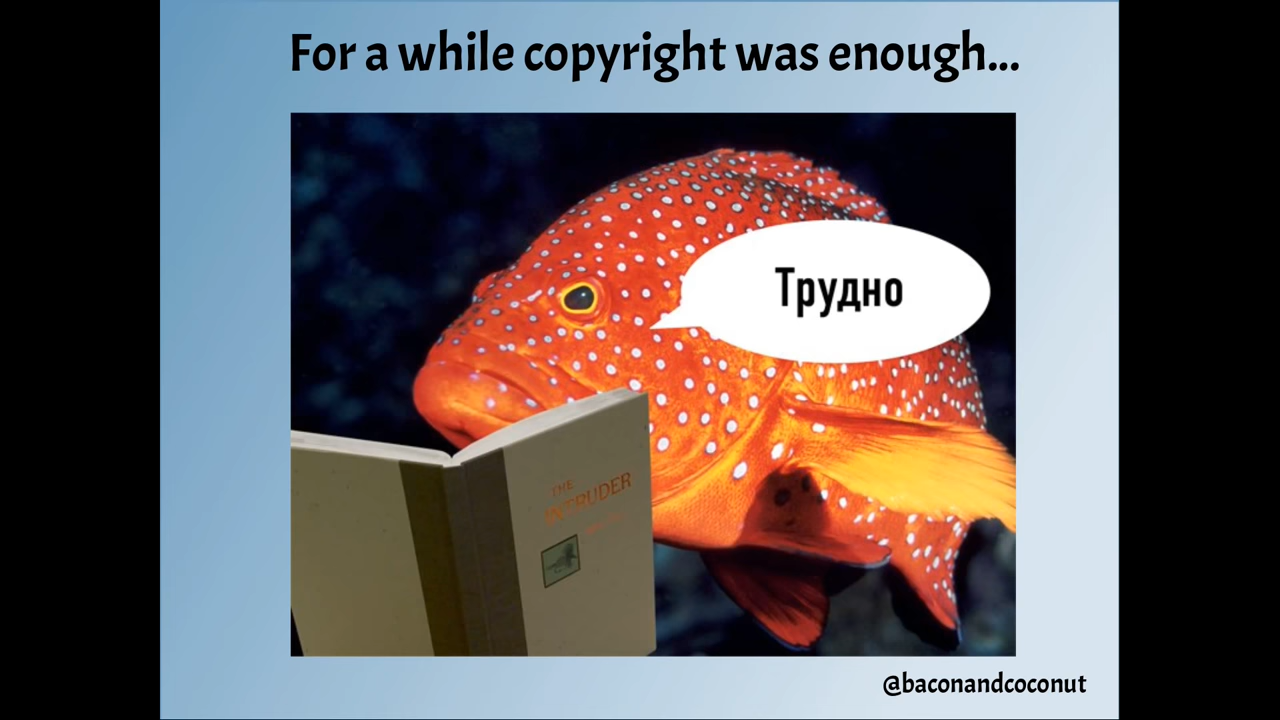 For a while copyright was enough...
Трудно
THE
INTRUDER
@baconandcoconut